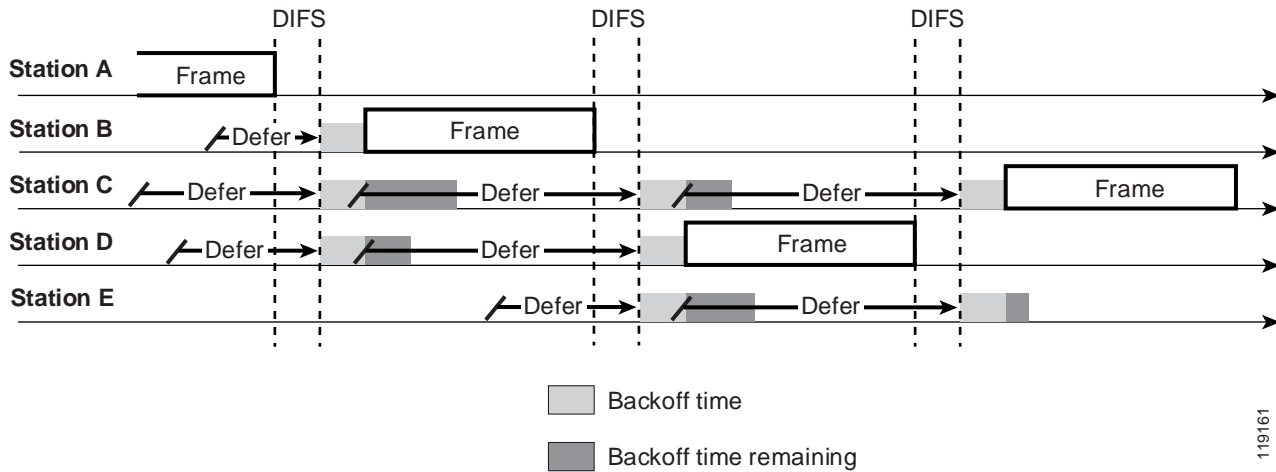 DIFS DIFS DIFS
Station A Frame
Station B Defer Frame
Station C Defer Defer Defer Frame
Station D Defer Defer Frame
Station E Defer Defer
Backoff time
Backoff time remaining
119161